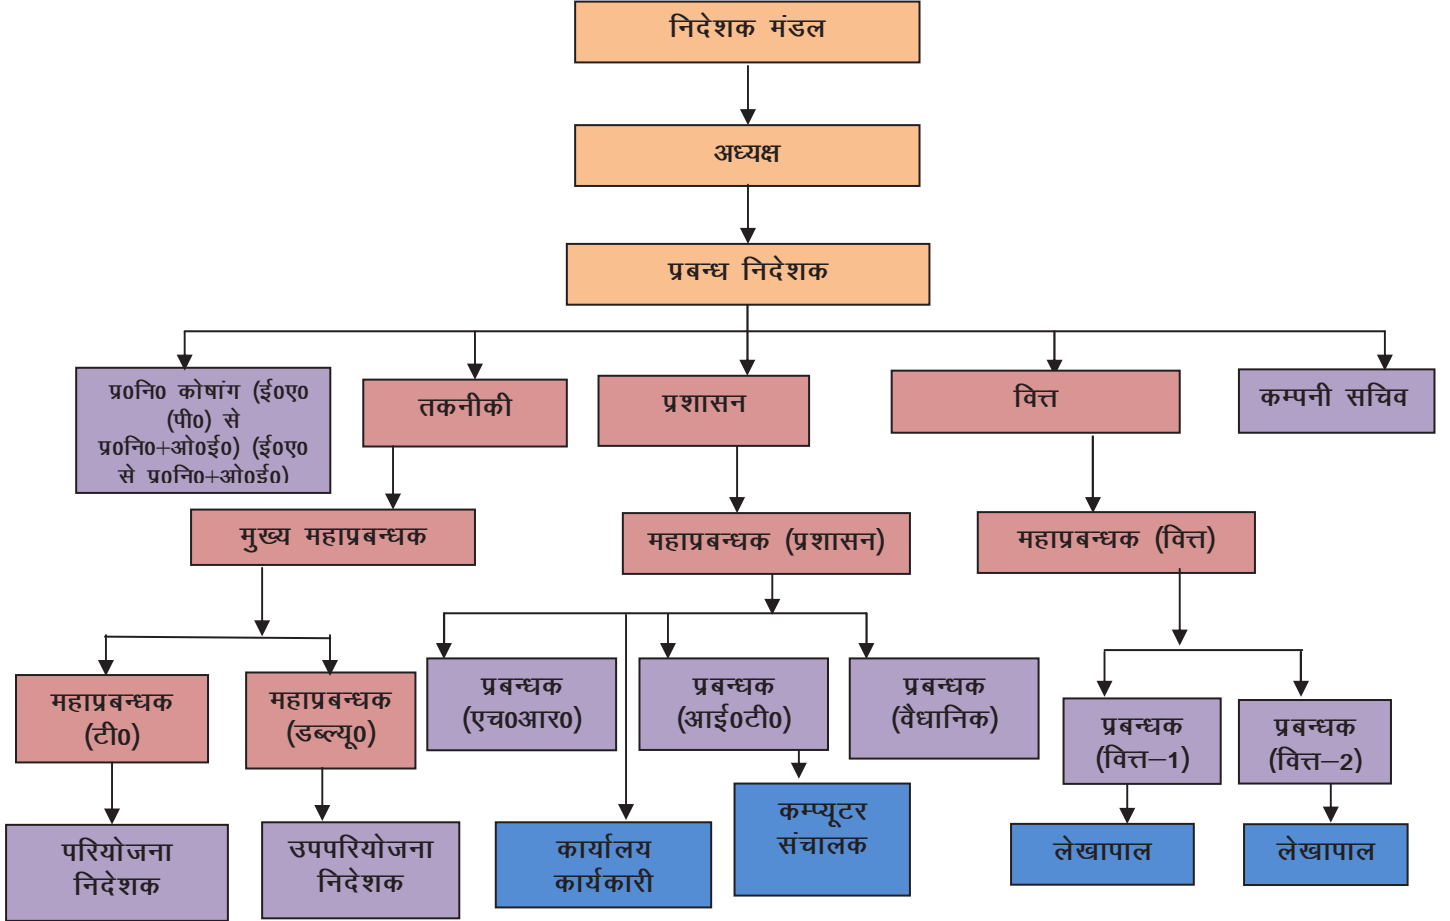 निदेशक मंडल
अध्यक्ष
प्रबन्ध निदेशक
प्र0नि0 कोषांग (ई0ए0
(पी0) से
प्र0नि0+ओ0ई0) (ई0ए0
से प्र0नि0+ओ0ई0)
तकनीकी
प्रशासन
वित्त
कम्पनी सचिव
मुख्य महाप्रबन्धक
महाप्रबन्धक (प्रशासन)
महाप्रबन्धक (वित्त)
महाप्रबन्धक
(टी0)
महाप्रबन्धक
(डब्ल्यू0)
प्रबन्धक
(एच0आर0)
प्रबन्धक
(आई0टी0)
प्रबन्धक
(वैधानिक)
प्रबन्धक
(वित्त–1)
प्रबन्धक
(वित्त–2)
परियोजना
निदेशक
उपपरियोजना
निदेशक
कार्यालय
कार्यकारी
कम्प्यूटर
संचालक
लेखापाल
लेखापाल